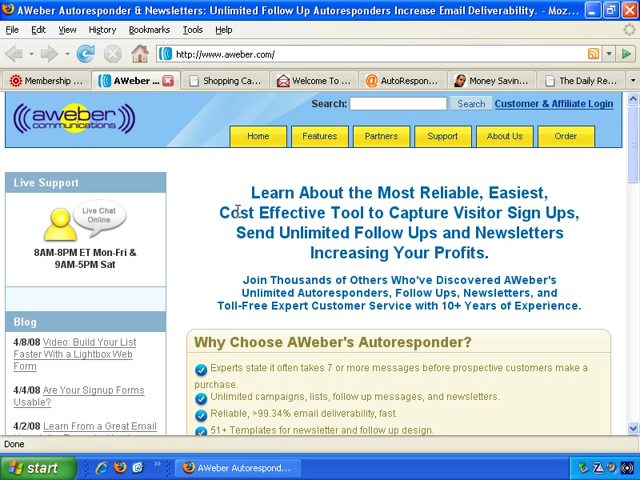 AWeber Autoresponder & Newsletters: Unlimited Follow Up Autoresponders Increase Email Deliverability. - Moz...
File Edit View History Bookmarks Tools Help
http://www.aweber.com/
Membership ... AWeber ... Shopping Ca... Welcome To ... AutoRespon... Money Savin... The Daily Re...
Search: Search Customer & Affiliate Login
aweber
communications
Home Features Partners Support About Us Order
Live Support
Live Chat
Online
8AM-8PM ET Mon-Fri &
9AM-5PM Sat
Blog
4/8/08 Video: Build Your List
Faster With a Lightbox Web
Form
4/4/08 Are Your Signup Forms
Usable?
4/2/08 Learn From a Great Email
Learn About the Most Reliable, Easiest,
Cost Effective Tool to Capture Visitor Sign Ups,
Send Unlimited Follow Ups and Newsletters
Increasing Your Profits.
Join Thousands of Others Who've Discovered AWeber's
Unlimited Autoresponders, Follow Ups, Newsletters, and
Toll-Free Expert Customer Service with 10+ Years of Experience.
Why Choose AWeber's Autoresponder?
Experts state it often takes 7 or more messages before prospective customers make a
purchase.
Unlimited campaigns, lists, follow up messages, and newsletters.
Reliable, >99.34% email deliverability, fast.
51+ Templates for newsletter and follow up design.
Done
start AWeber Autorespond...